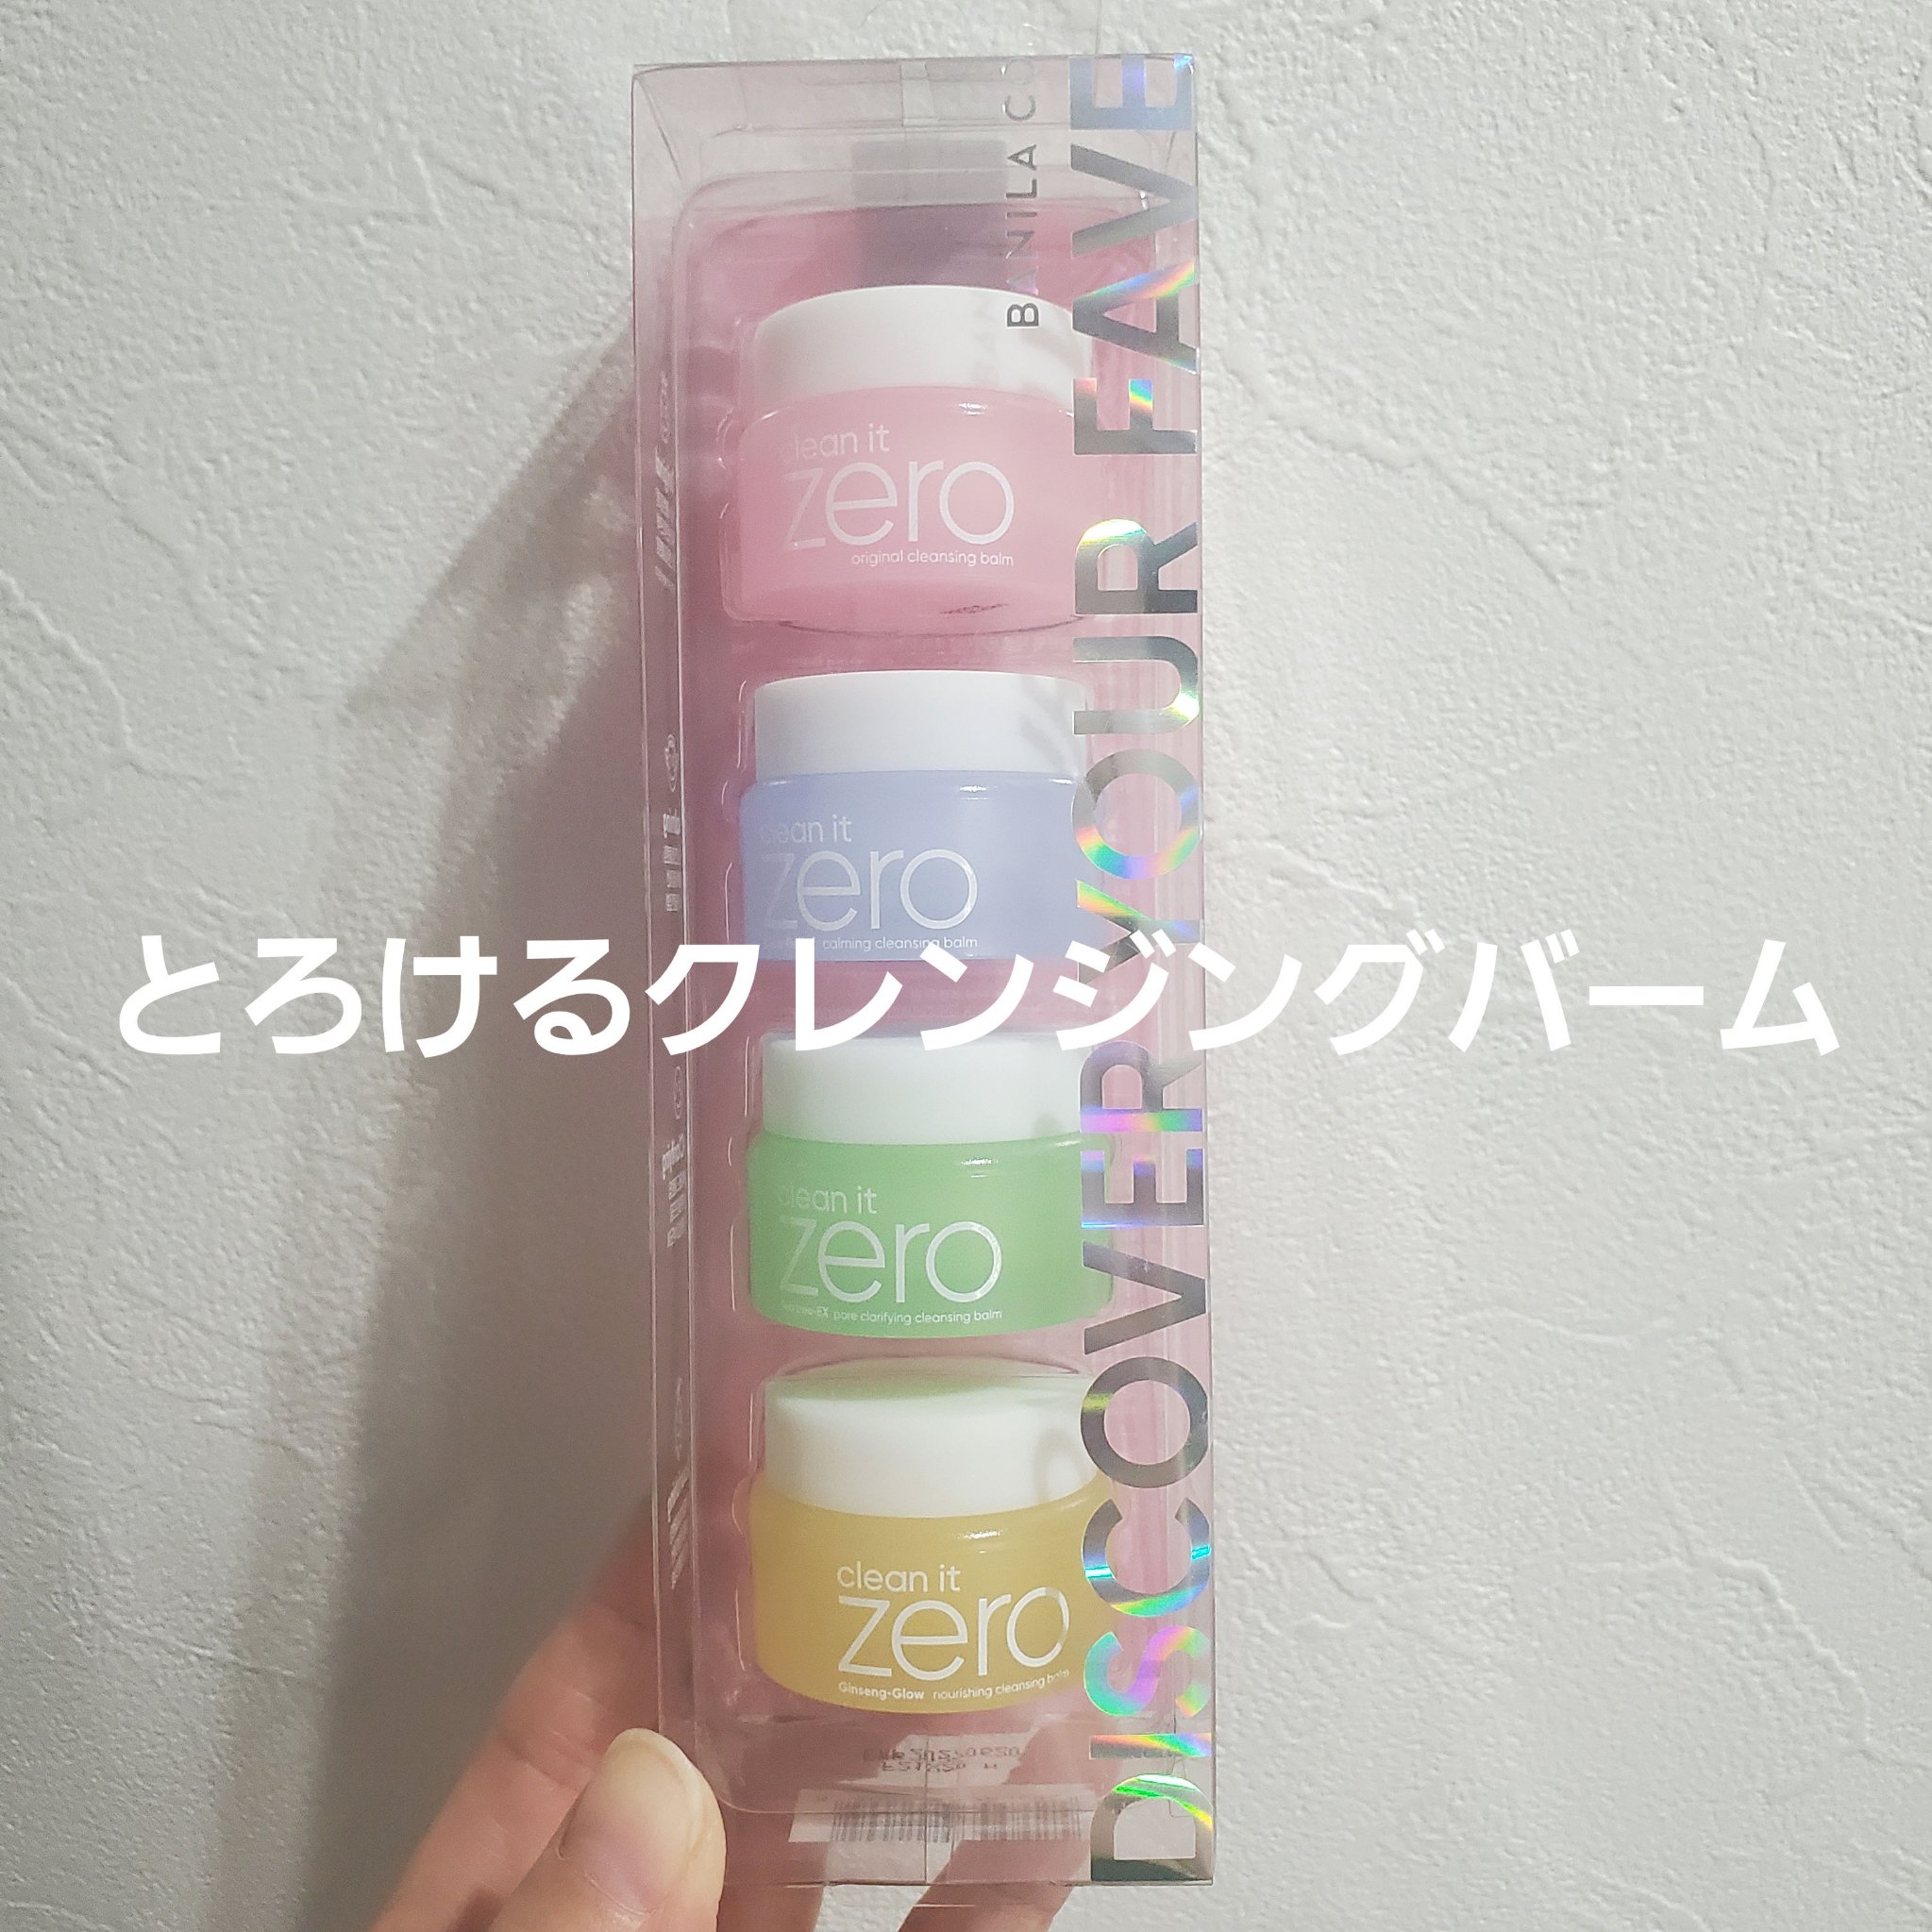 BANILA CO
DISCOVER YOUR FAVE
clean it
zero
original cleansing balm
clean it
zero
calming cleansing balm
とろけるクレンジングバーム
clean it
zero
pore clarifying cleansing balm
clean it
zero
Ginseng-Glow nourishing cleansing balm